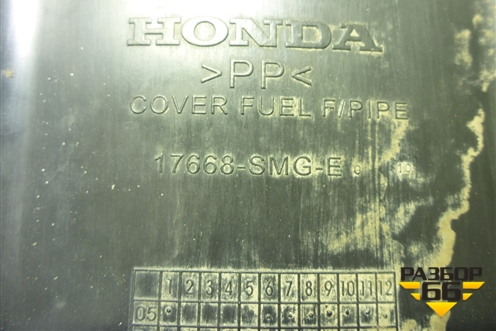 HONDA
>PP<
COVER FUEL F/PIPE
17668-SMG-E
1 2 3 4 5 6 7 8 9 10 11 12
05
РАЗБОР
66